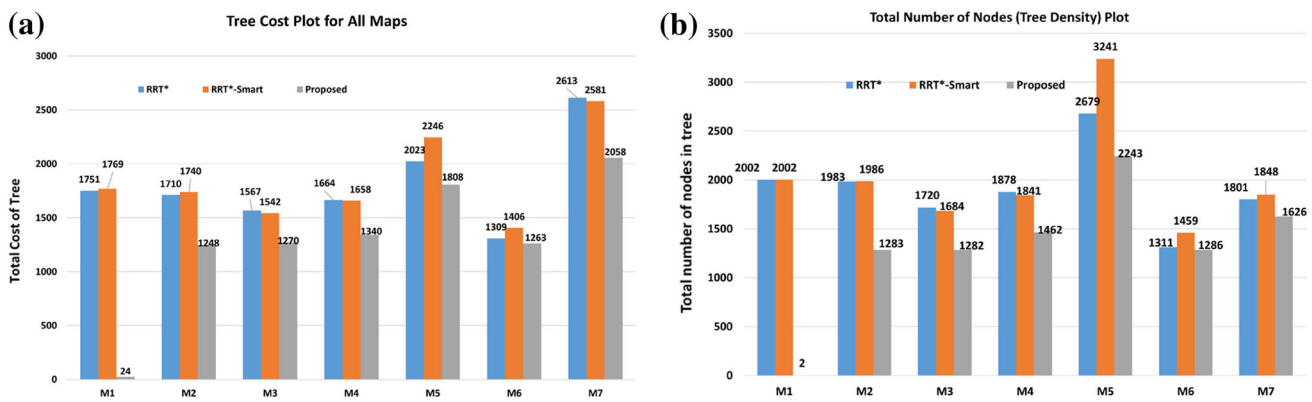 (a)
Tree Cost Plot for All Maps
Total Cost of Tree
3000
2500
2000
1500
1000
500
0
RRT* RRT*-Smart Proposed
1751 1769 24
1710 1740 1248
1567 1542 1270
1664 1658 1340
2023 2246 1808
1309 1406 1263
2613 2581 2058
M1 M2 M3 M4 M5 M6 M7
(b)
Total Number of Nodes (Tree Density) Plot
Total number of nodes in tree
3500
3000
2500
2000
1500
1000
500
0
RRT* RRT*-Smart Proposed
2002 2002 2
1983 1986 1283
1720 1684 1282
1878 1841 1462
2679 3241 2243
1311 1459 1286
1801 1848 1626
M1 M2 M3 M4 M5 M6 M7